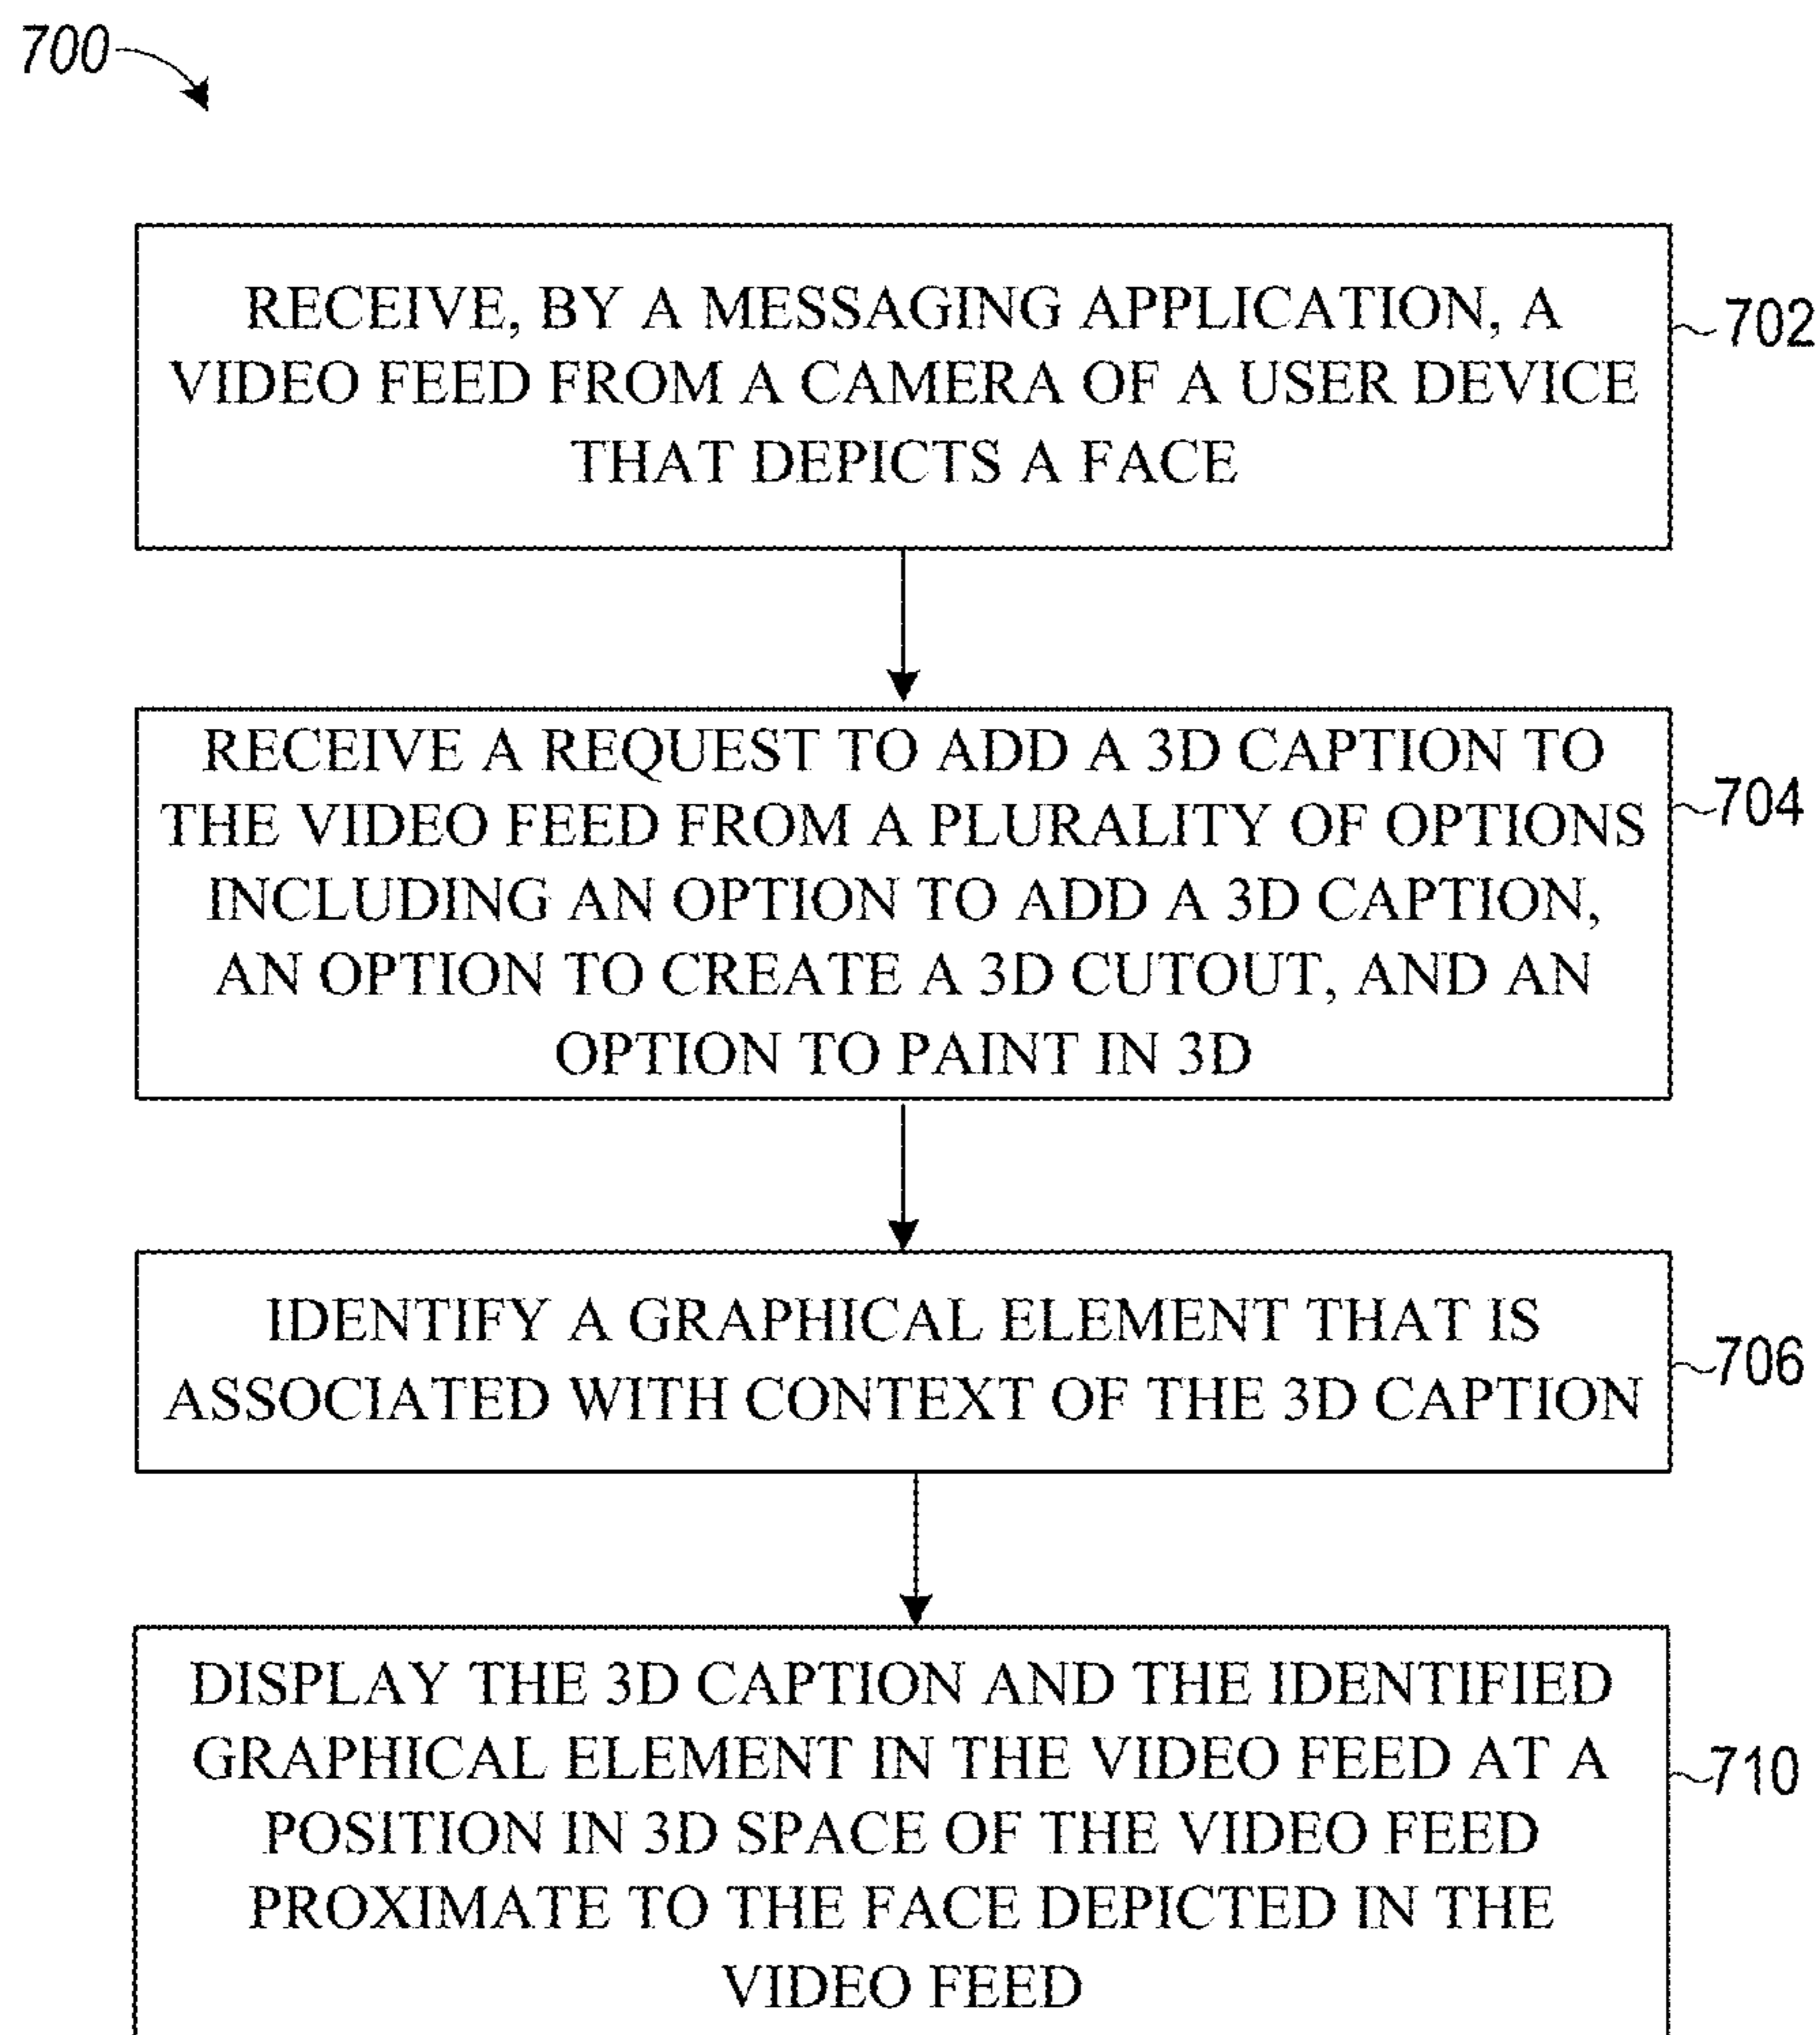 700
RECEIVE, BY A MESSAGING APPLICATION, A
VIDEO FEED FROM A CAMERA OF A USER DEVICE
THAT DEPICTS A FACE
702
RECEIVE A REQUEST TO ADD A 3D CAPTION TO
THE VIDEO FEED FROM A PLURALITY OF OPTIONS
INCLUDING AN OPTION TO ADD A 3D CAPTION,
AN OPTION TO CREATE A 3D CUTOUT, AND AN
OPTION TO PAINT IN 3D
704
IDENTIFY A GRAPHICAL ELEMENT THAT IS
ASSOCIATED WITH CONTEXT OF THE 3D CAPTION
706
DISPLAY THE 3D CAPTION AND THE IDENTIFIED
GRAPHICAL ELEMENT IN THE VIDEO FEED AT A
POSITION IN 3D SPACE OF THE VIDEO FEED
PROXIMATE TO THE FACE DEPICTED IN THE
VIDEO FEED
710